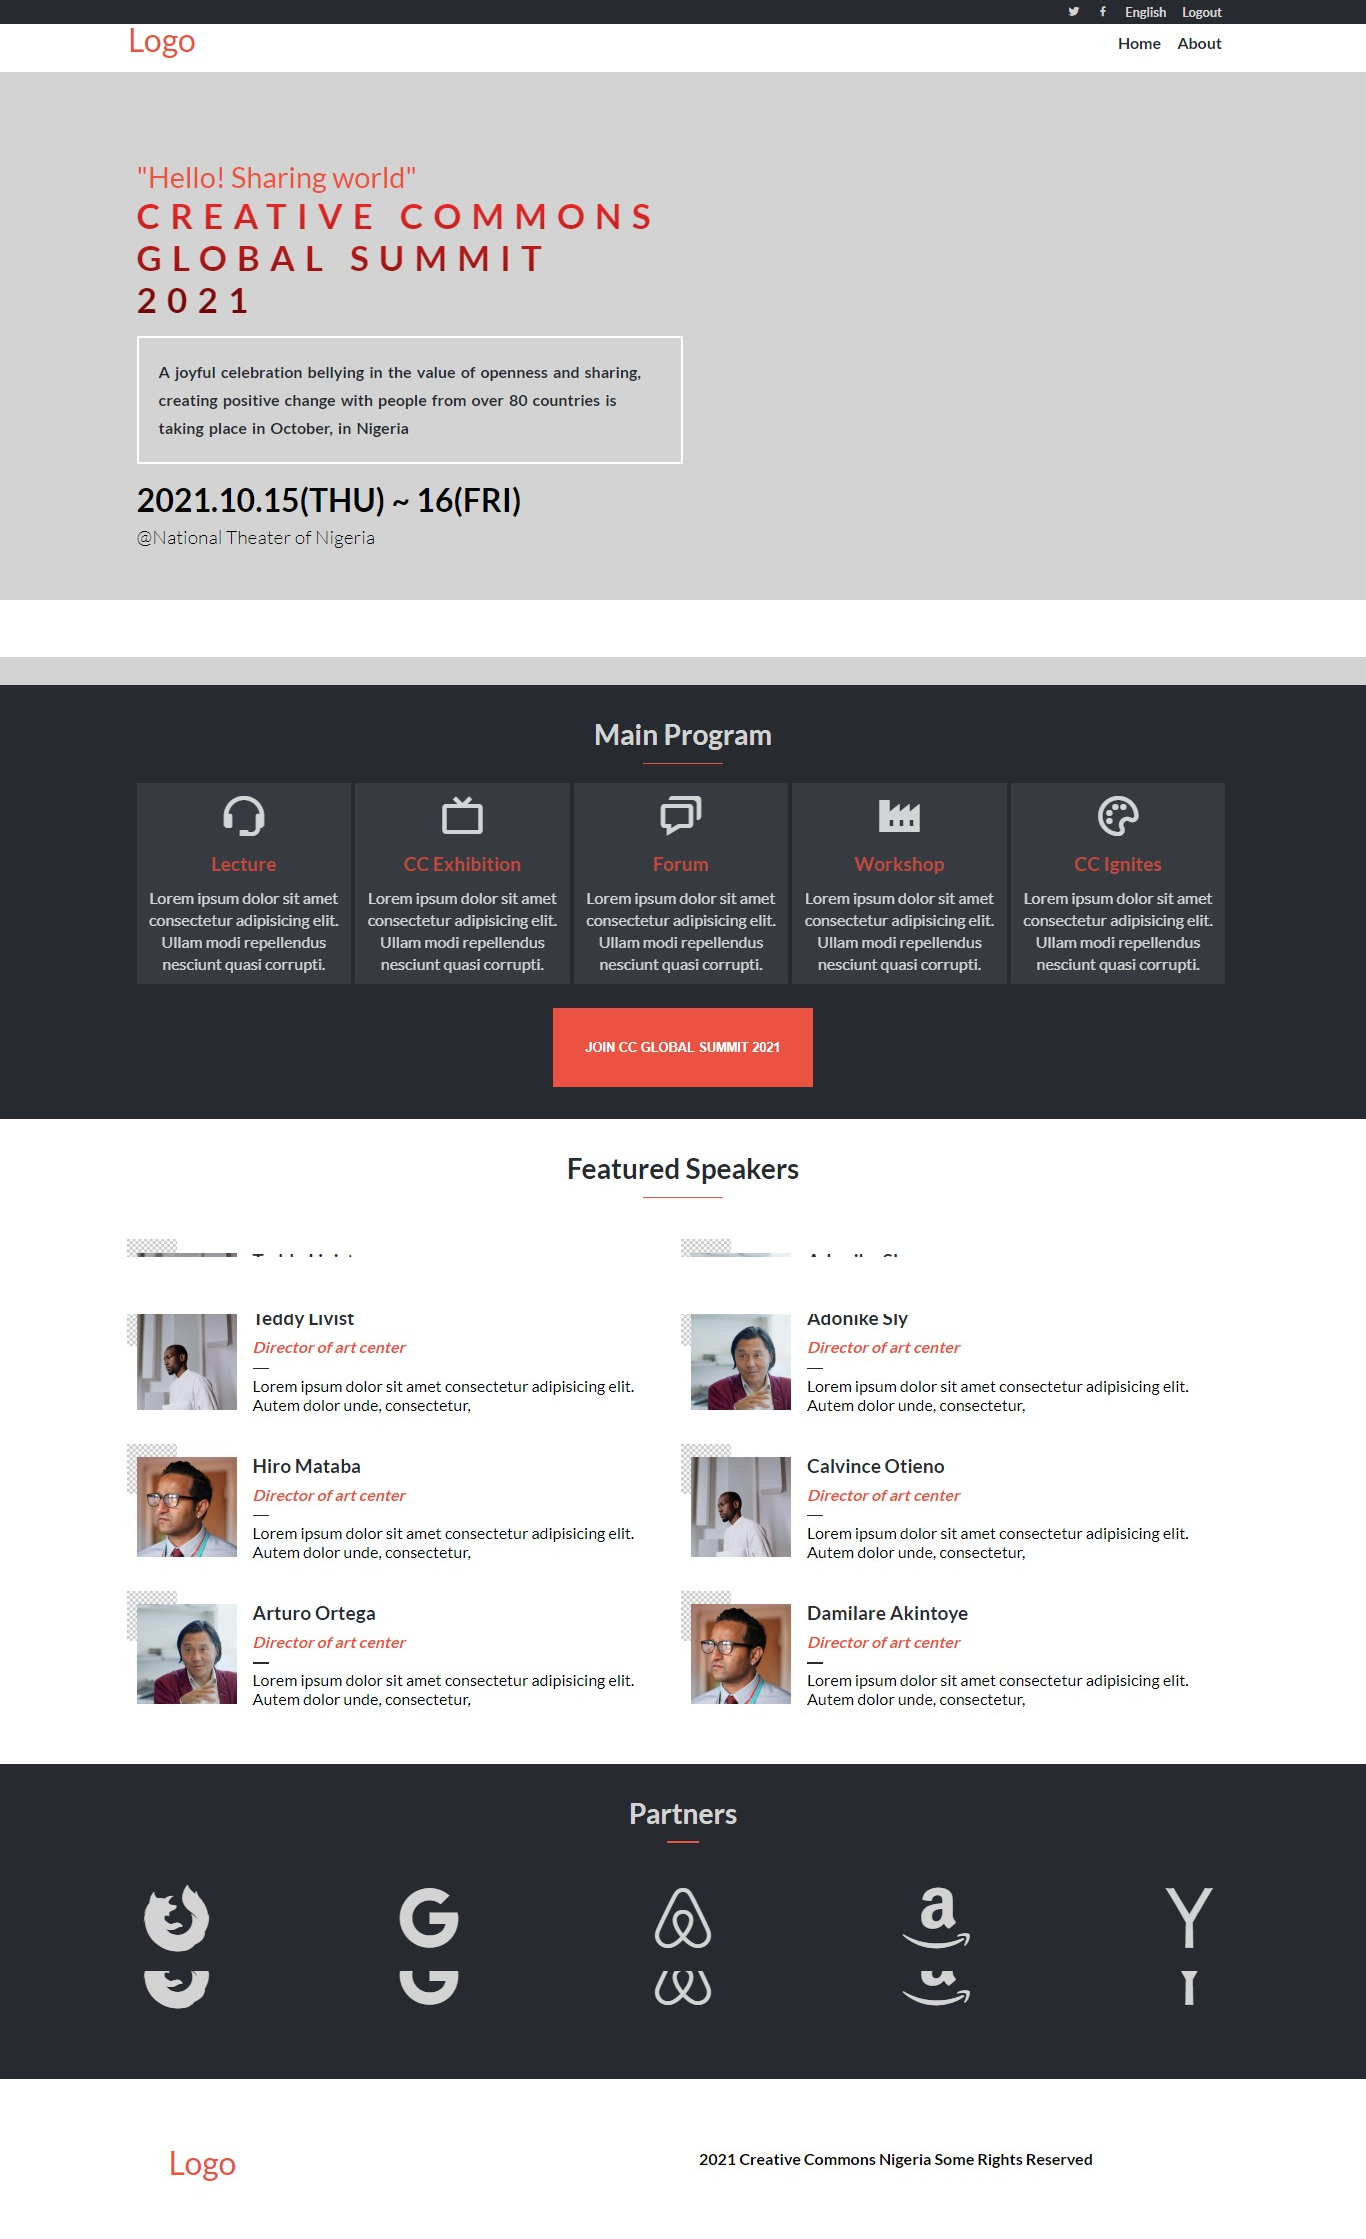 English Logout
Logo
Home About
"Hello! Sharing world"
CREATIVE COMMONS
GLOBAL SUMMIT
2021
A joyful celebration bellying in the value of openness and sharing,
creating positive change with people from over 80 countries is
taking place in October, in Nigeria
2021.10.15(THU) ~ 16(FRI)
@National Theater of Nigeria
Main Program
Lecture
Lorem ipsum dolor sit amet
consectetur adipisicing elit.
Ullam modi repellendus
nesciunt quasi corrupti.
CC Exhibition
Lorem ipsum dolor sit amet
consectetur adipisicing elit.
Ullam modi repellendus
nesciunt quasi corrupti.
Forum
Lorem ipsum dolor sit amet
consectetur adipisicing elit.
Ullam modi repellendus
nesciunt quasi corrupti.
Workshop
Lorem ipsum dolor sit amet
consectetur adipisicing elit.
Ullam modi repellendus
nesciunt quasi corrupti.
CC Ignites
Lorem ipsum dolor sit amet
consectetur adipisicing elit.
Ullam modi repellendus
nesciunt quasi corrupti.
JOIN CC GLOBAL SUMMIT 2021
Featured Speakers
Teddy Livist
Director of art center
Lorem ipsum dolor sit amet consectetur adipisicing elit.
Autem dolor unde, consectetur,
Adonike Sly
Director of art center
Lorem ipsum dolor sit amet consectetur adipisicing elit.
Autem dolor unde, consectetur,
Hiro Mataba
Director of art center
Lorem ipsum dolor sit amet consectetur adipisicing elit.
Autem dolor unde, consectetur,
Calvince Otieno
Director of art center
Lorem ipsum dolor sit amet consectetur adipisicing elit.
Autem dolor unde, consectetur,
Arturo Ortega
Director of art center
Lorem ipsum dolor sit amet consectetur adipisicing elit.
Autem dolor unde, consectetur,
Damilare Akintoye
Director of art center
Lorem ipsum dolor sit amet consectetur adipisicing elit.
Autem dolor unde, consectetur,
Partners
Logo
2021 Creative Commons Nigeria Some Rights Reserved